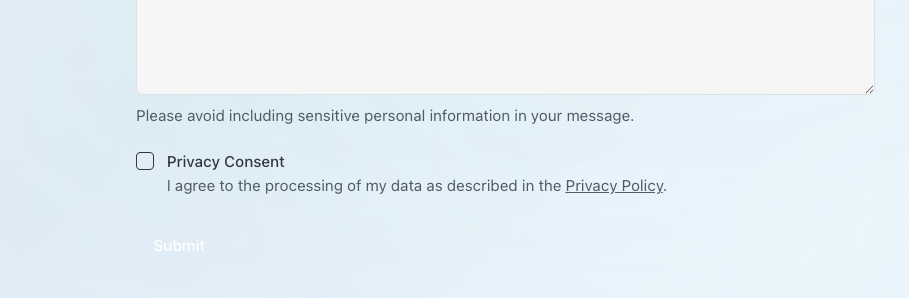 Please avoid including sensitive personal information in your message.
Privacy Consent
I agree to the processing of my data as described in the Privacy Policy.
Submit